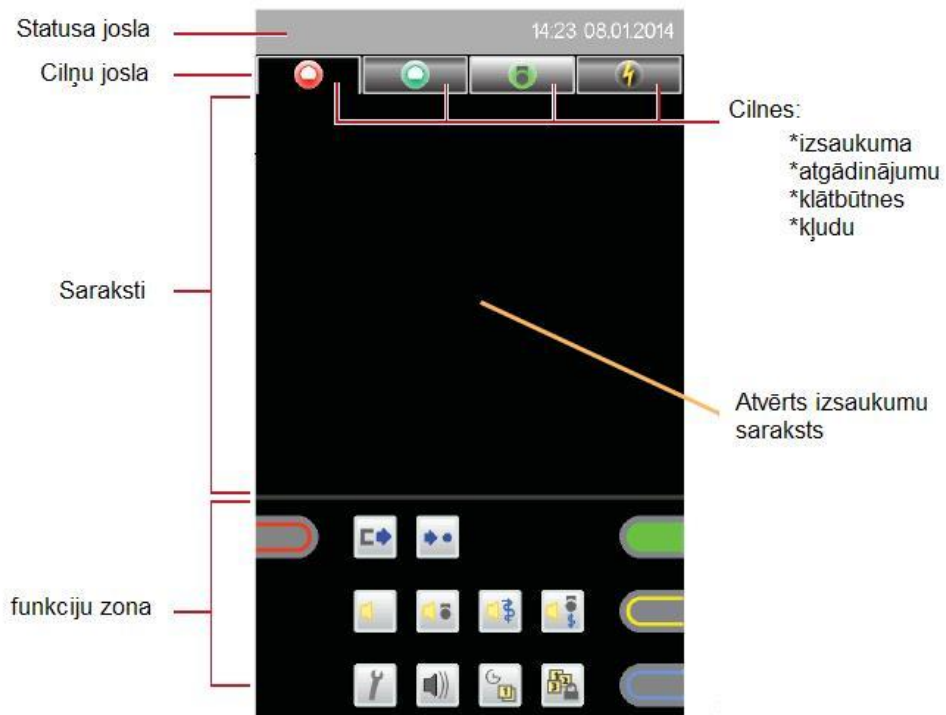 Statusa josla
14:23 08.01.2014
Cilņu josla
Cilnes:
*izsaukuma
*atgādinājumu
*klātbūtnes
*kļudu
Saraksti
Atvērts izsaukumu
saraksts
funkciju zona